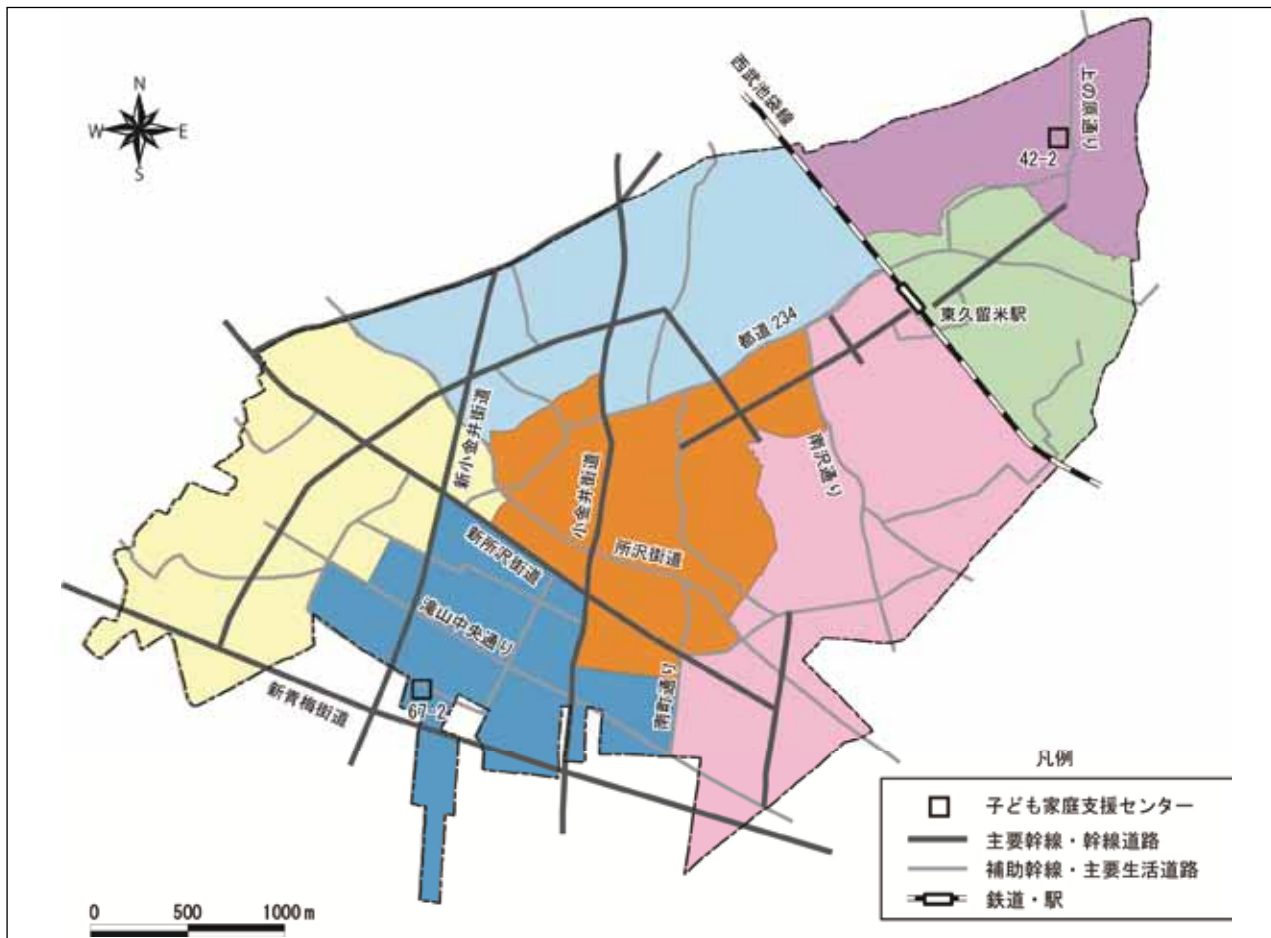 N
W
E
S
西武池袋線
上の原通り
42-2
東久留米駅
都道 234
新小金井街道
小金井街道
南沢通り
所沢街道
新所沢街道
滝山中央通り
南町通り
67-2
新青梅街道
凡例
子ども家庭支援センター
主要幹線・幹線道路
補助幹線・主要生活道路
鉄道・駅
0 500 1000m